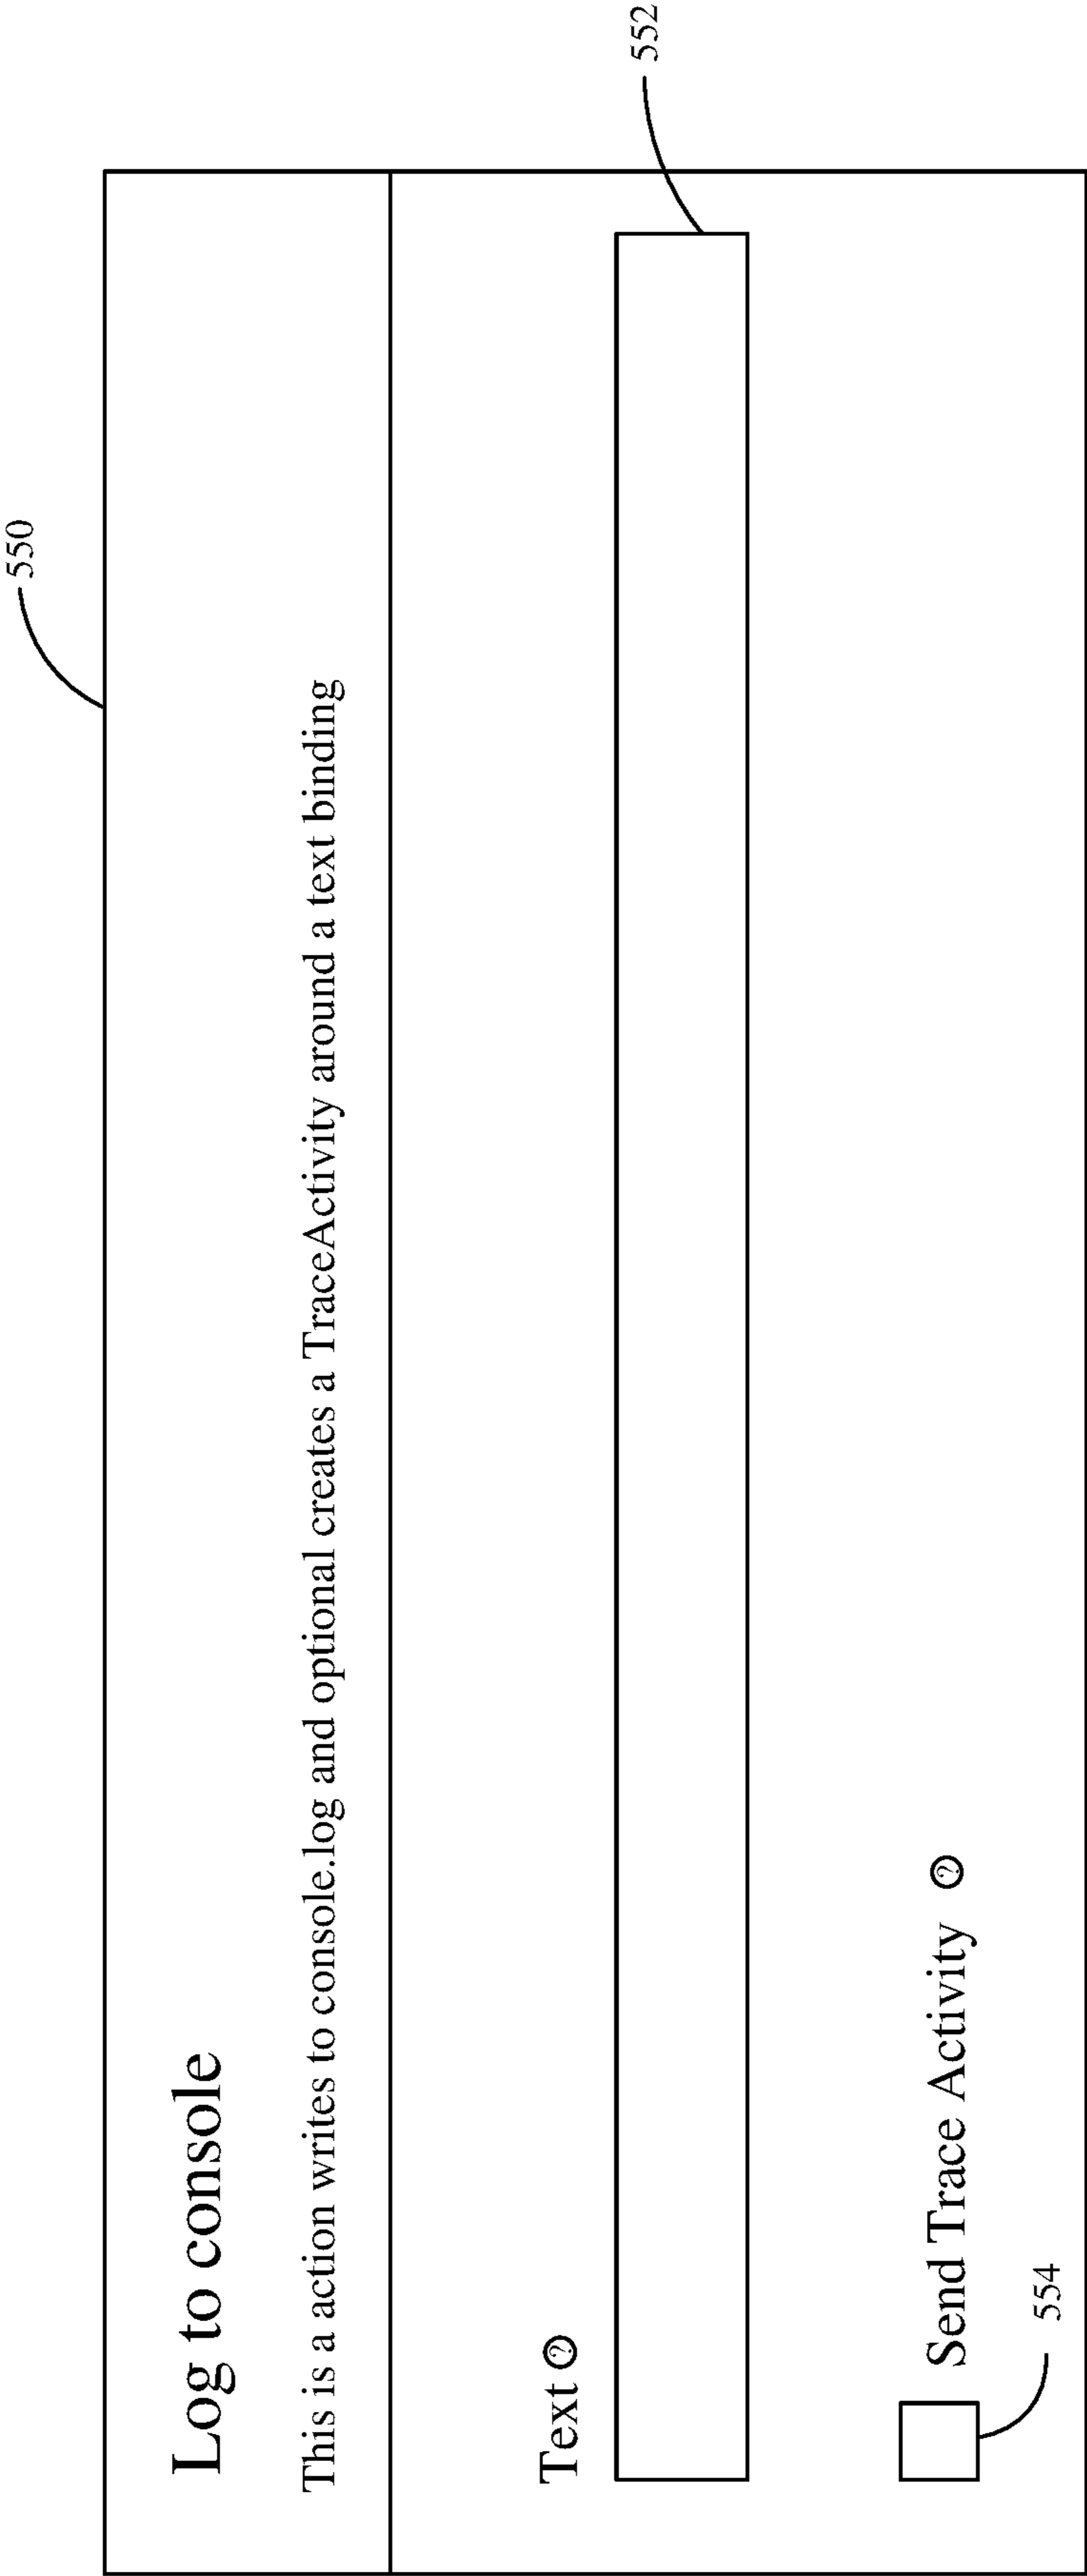 550
Log to console
This is a action writes to console.log and optional creates a TraceActivity around a text binding
Text ?
552
Send Trace Activity ?
554